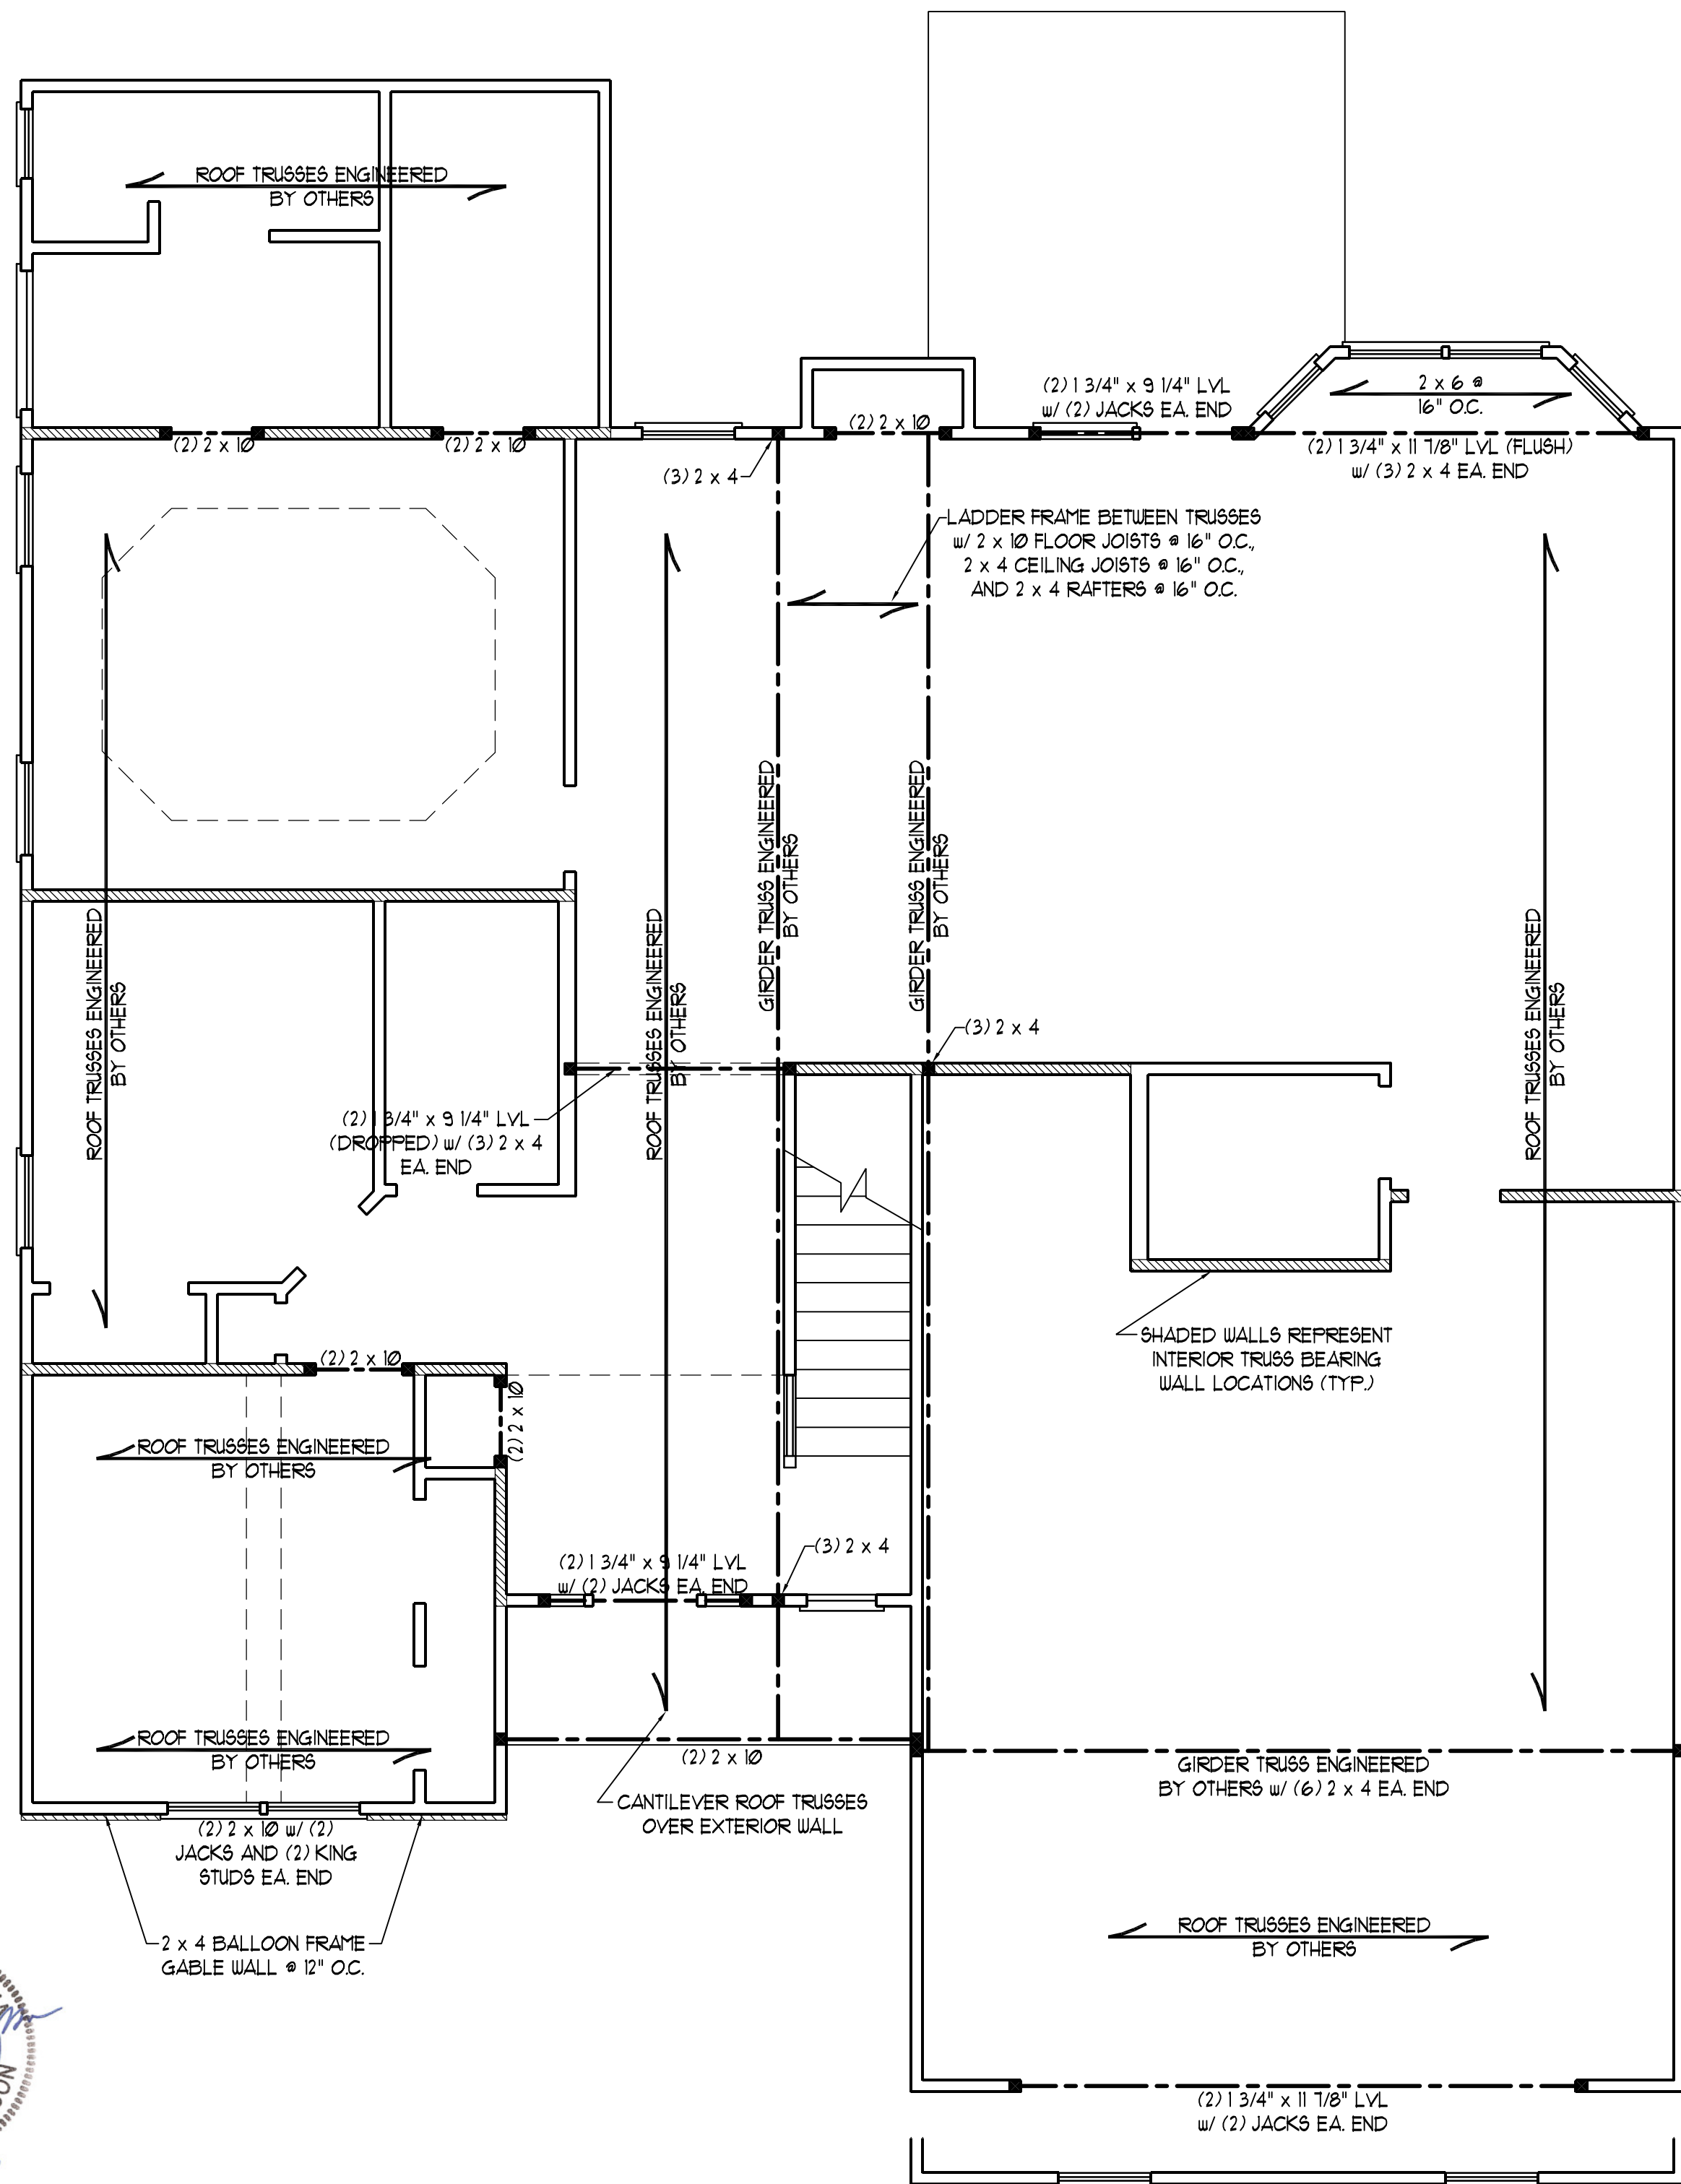 ROOF TRUSSES ENGINEERED
BY OTHERS
(2) 2 x 10
(2) 2 x 10
(3) 2 x 4
(2) 2 x 10
(2) 1 3/4" x 9 1/4" LVL
w/ (2) JACKS EA. END
2 x 6 @
16" O.C.
(2) 1 3/4" x 11 7/8" LVL (FLUSH)
w/ (3) 2 x 4 EA. END
LADDER FRAME BETWEEN TRUSSES
w/ 2 x 10 FLOOR JOISTS @ 16" O.C.,
2 x 4 CEILING JOISTS @ 16" O.C.,
AND 2 x 4 RAFTERS @ 16" O.C.
ROOF TRUSSES ENGINEERED
BY OTHERS
ROOF TRUSSES ENGINEERED
BY OTHERS
GIRDER TRUSS ENGINEERED
BY OTHERS
GIRDER TRUSS ENGINEERED
BY OTHERS
ROOF TRUSSES ENGINEERED
BY OTHERS
(3) 2 x 4
(2) 1 3/4" x 9 1/4" LVL
(DROPPED) w/ (3) 2 x 4
EA. END
SHADED WALLS REPRESENT
INTERIOR TRUSS BEARING
WALL LOCATIONS (TYP.)
(2) 2 x 10
(2) 2 x 10
ROOF TRUSSES ENGINEERED
BY OTHERS
(2) 1 3/4" x 9 1/4" LVL
w/ (2) JACKS EA. END
(3) 2 x 4
ROOF TRUSSES ENGINEERED
BY OTHERS
(2) 2 x 10
GIRDER TRUSS ENGINEERED
BY OTHERS w/ (6) 2 x 4 EA. END
CANTILEVER ROOF TRUSSES
OVER EXTERIOR WALL
(2) 2 x 10 w/ (2)
JACKS AND (2) KING
STUDS EA. END
2 x 4 BALLOON FRAME
GABLE WALL @ 12" O.C.
ROOF TRUSSES ENGINEERED
BY OTHERS
(2) 1 3/4" x 11 7/8" LVL
w/ (2) JACKS EA. END